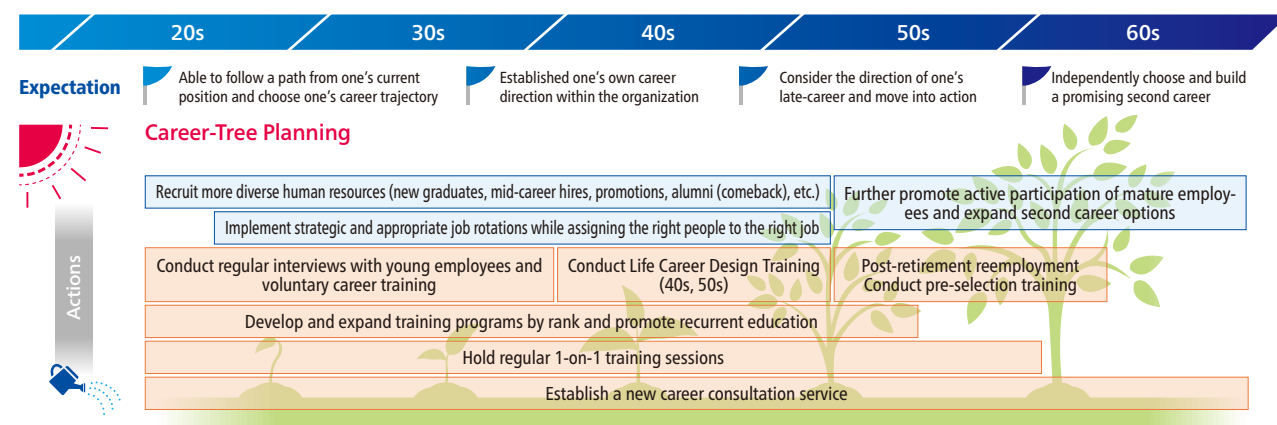 20s
30s
40s
50s
60s
Expectation
Able to follow a path from one's current
position and choose one's career trajectory
Established one's own career
direction within the organization
Consider the direction of one's
late-career and move into action
Independently choose and build
a promising second career
Career-Tree Planning
Actions
Recruit more diverse human resources (new graduates, mid-career hires, promotions, alumni (comeback), etc.)
Further promote active participation of mature employ-
ees and expand second career options
Implement strategic and appropriate job rotations while assigning the right people to the right job
Conduct regular interviews with young employees and
voluntary career training
Conduct Life Career Design Training
(40s, 50s)
Post-retirement reemployment
Conduct pre-selection training
Develop and expand training programs by rank and promote recurrent education
Hold regular 1-on-1 training sessions
Establish a new career consultation service